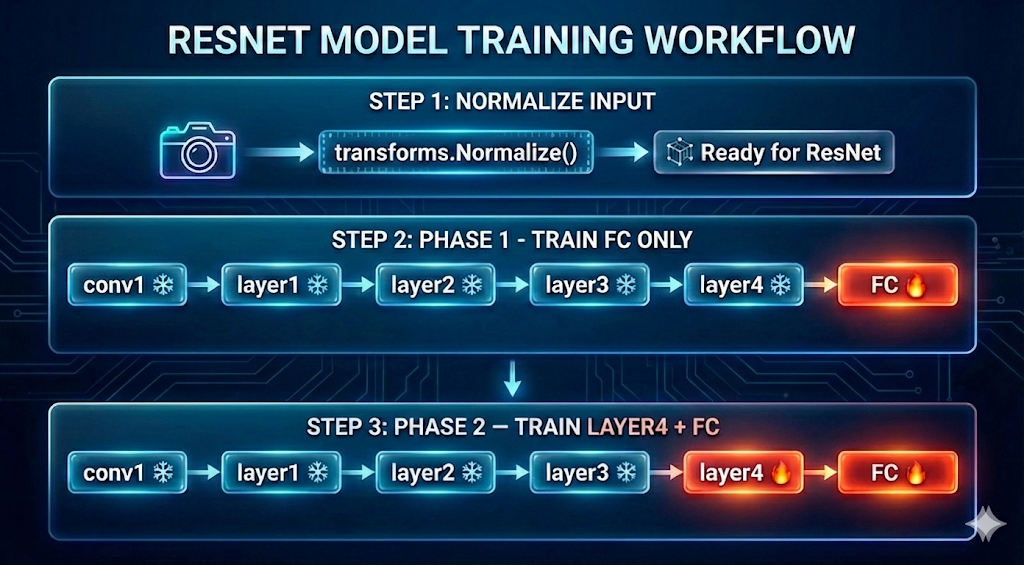 RESNET MODEL TRAINING WORKFLOW
STEP 1: NORMALIZE INPUT
transforms.Normalize()
Ready for ResNet
STEP 2: PHASE 1 - TRAIN FC ONLY
conv1
layer1
layer2
layer3
layer4
FC
STEP 3: PHASE 2 — TRAIN LAYER4 + FC
conv1
layer1
layer2
layer3
layer4
FC